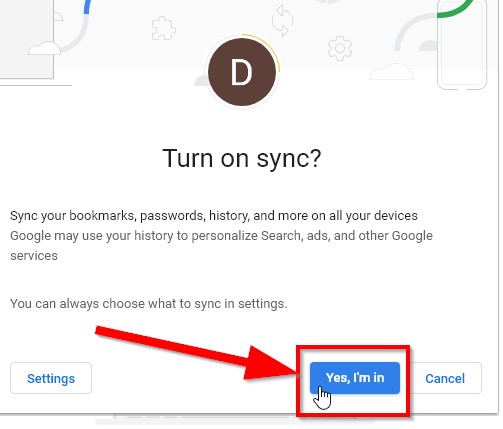 D
Turn on sync?
Sync your bookmarks, passwords, history, and more on all your devices
Google may use your history to personalize Search, ads, and other Google
services
You can always choose what to sync in settings.
Settings
Yes, I'm in
Cancel